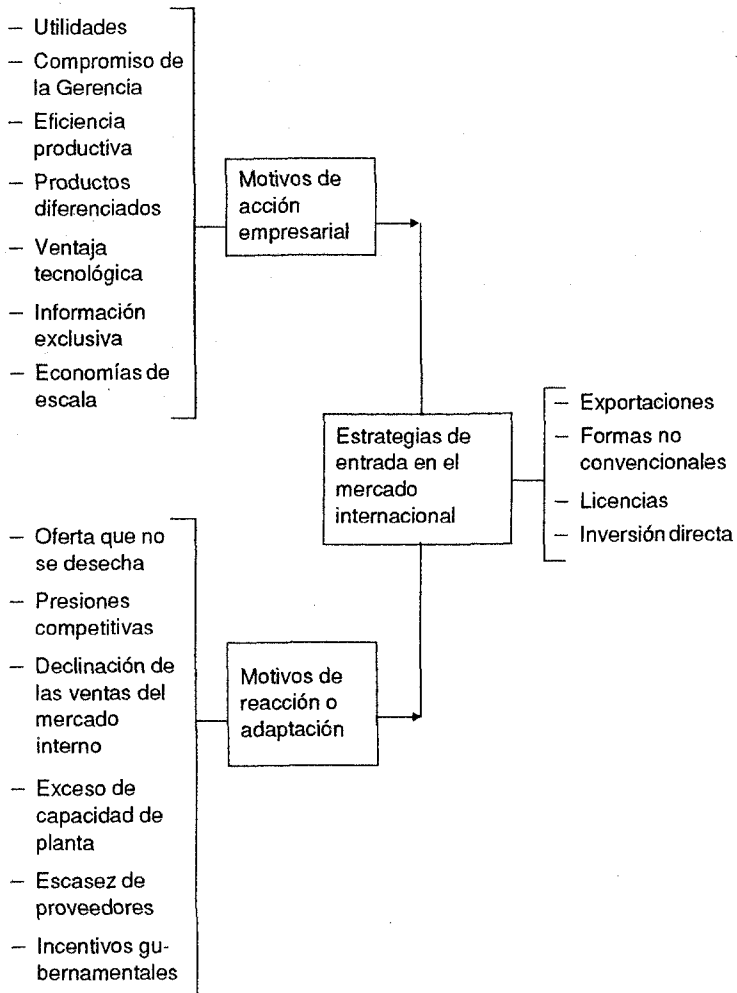 – Utilidades
– Compromiso de
la Gerencia
– Eficiencia
productiva
– Productos
diferenciados
– Ventaja
tecnológica
– Información
exclusiva
– Economías de
escala
Motivos de
acción
empresarial
Estrategias de
entrada en el
mercado
internacional
– Exportaciones
– Formas no
convencionales
– Licencias
– Inversión directa
– Oferta que no
se desecha
– Presiones
competitivas
– Declinación de
las ventas del
mercado
interno
– Exceso de
capacidad de
planta
– Escasez de
proveedores
– Incentivos gu-
bernamentales
Motivos de
reacción o
adaptación